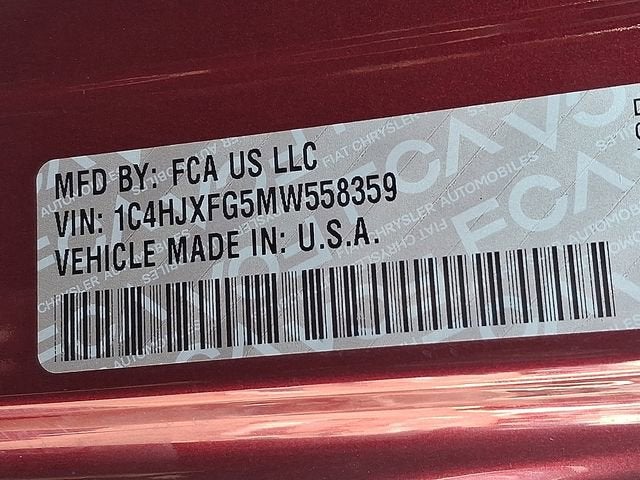 MFD BY: FCA US LLC
VIN: 1C4HJXFG5MW558359
VEHICLE MADE IN: U.S.A.